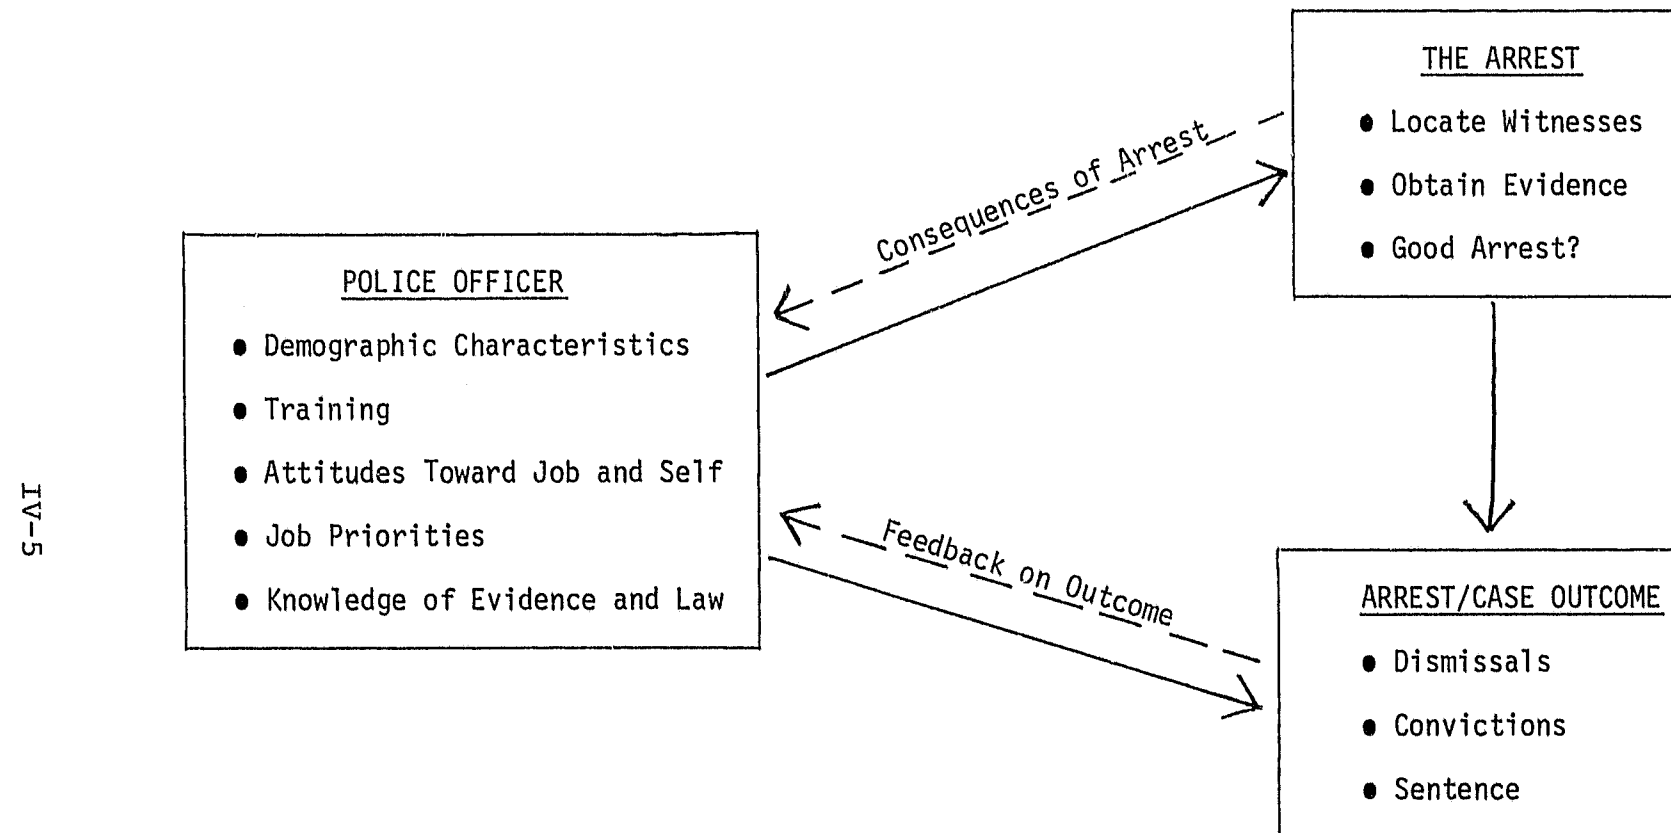 THE ARREST
● Locate Witnesses
● Obtain Evidence
● Good Arrest?
Consequences of Arrest
POLICE OFFICER
● Demographic Characteristics
● Training
● Attitudes Toward Job and Self
● Job Priorities
● Knowledge of Evidence and Law
Feedback on Outcome
ARREST/CASE OUTCOME
● Dismissals
● Convictions
● Sentence
IV-5